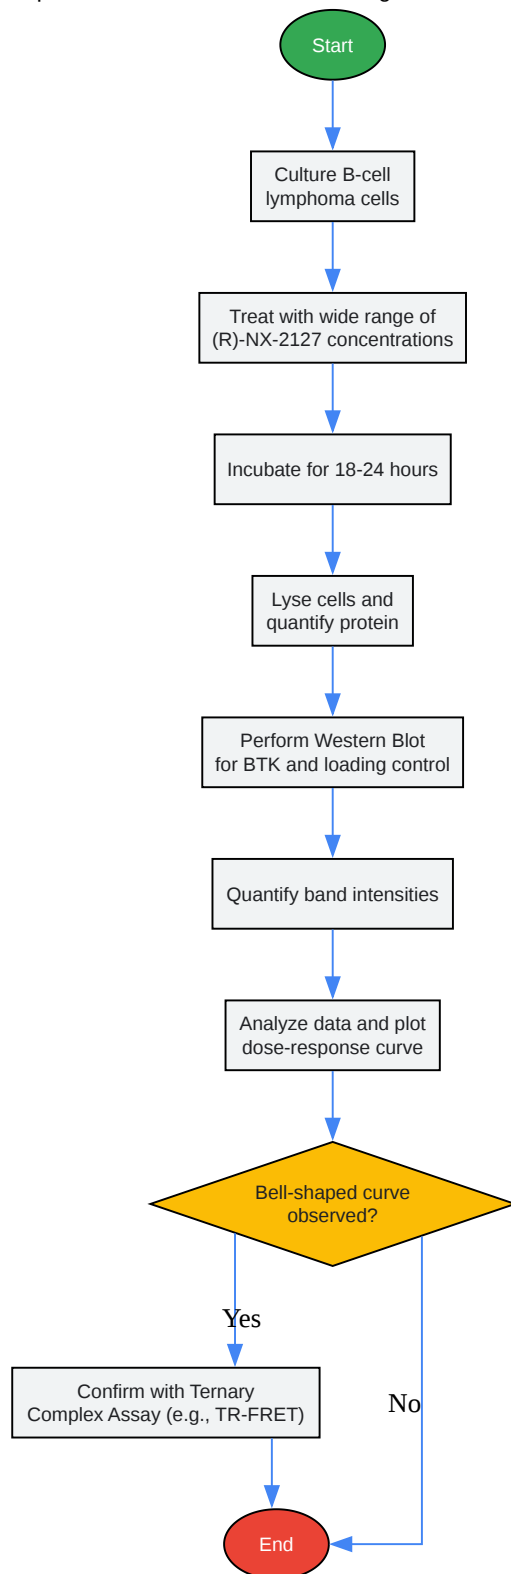 Start
Culture B-cell
lymphoma cells
Treat with wide range of
(R)-NX-2127 concentrations
Incubate for 18-24 hours
Lyse cells and
quantify protein
Perform Western Blot
for BTK and loading control
Quantify band intensities
Analyze data and plot
dose-response curve
Bell-shaped curve
observed?
Yes
Confirm with Ternary
Complex Assay (e.g., TR-FRET)
No
End